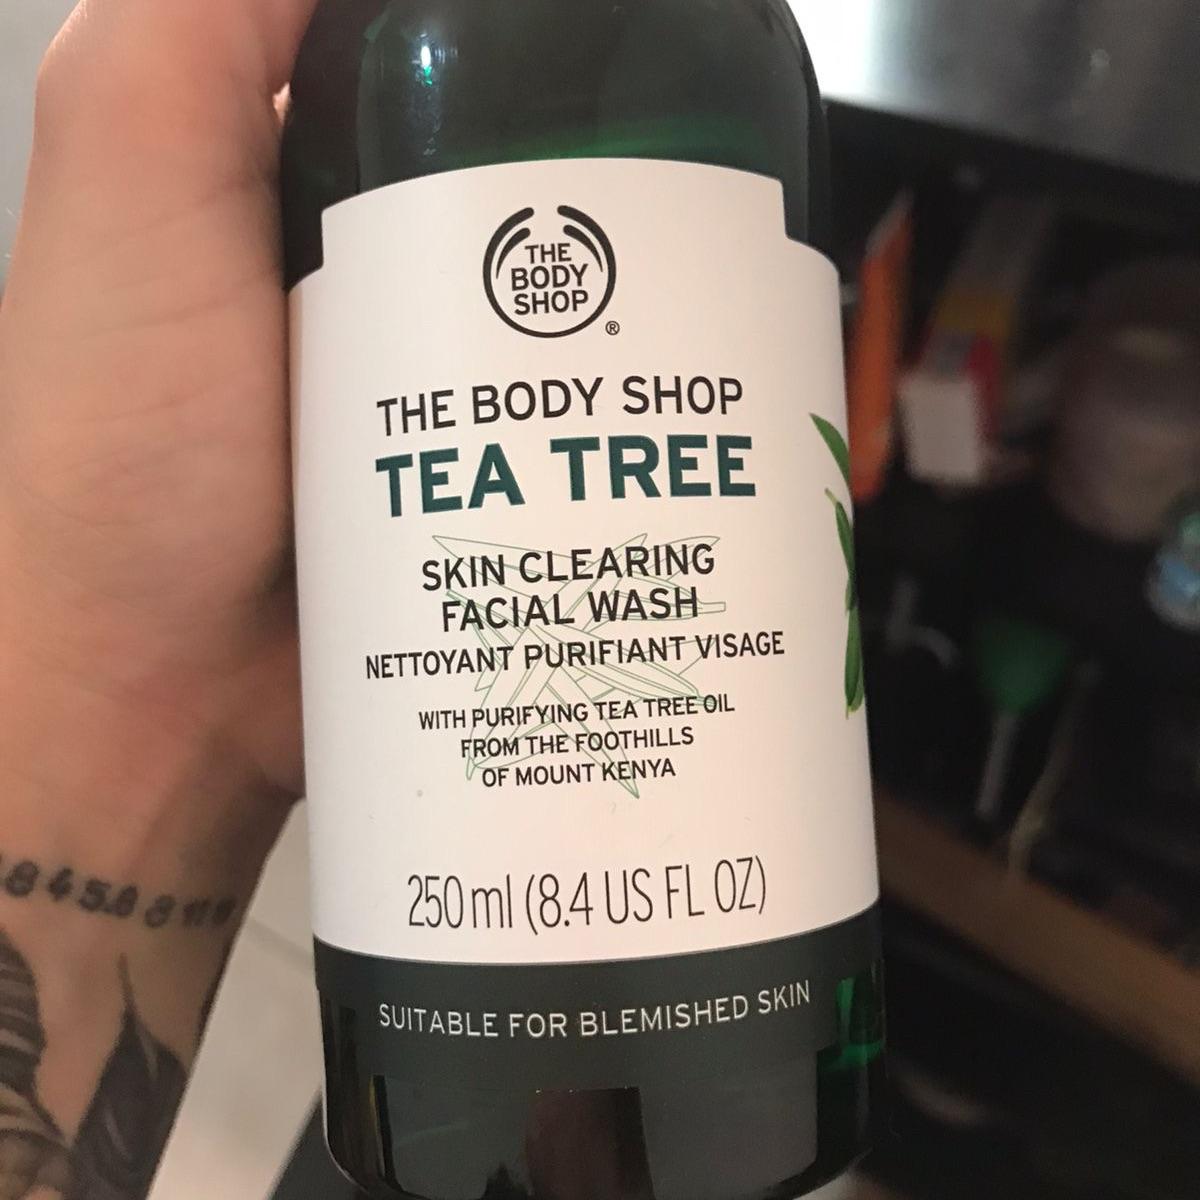 THE
BODY
SHOP
®
THE BODY SHOP
TEA TREE
SKIN CLEARING
FACIAL WASH
NETTOYANT PURIFIANT VISAGE
WITH PURIFYING TEA TREE OIL
FROM THE FOOTHILLS
OF MOUNT KENYA
250 ml (8.4 US FL OZ)
SUITABLE FOR BLEMISHED SKIN